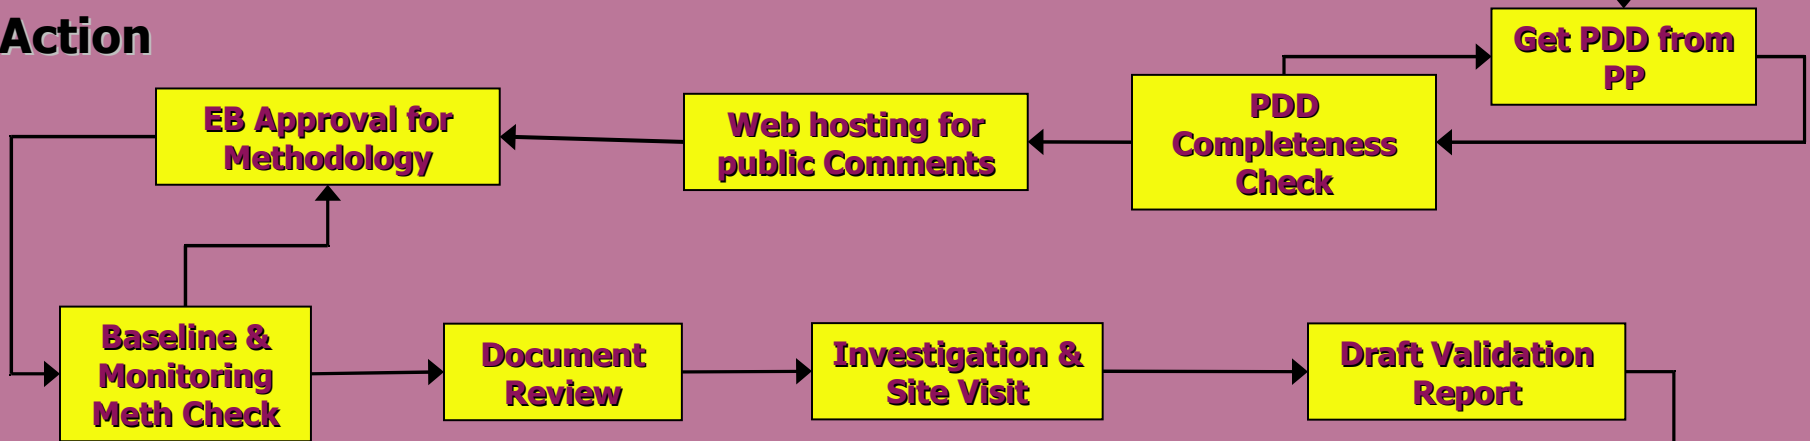 Action
Get PDD from
PP
PDD
Completeness
Check
Web hosting for
public Comments
EB Approval for
Methodology
Baseline &
Monitoring
Meth Check
Document
Review
Investigation &
Site Visit
Draft Validation
Report